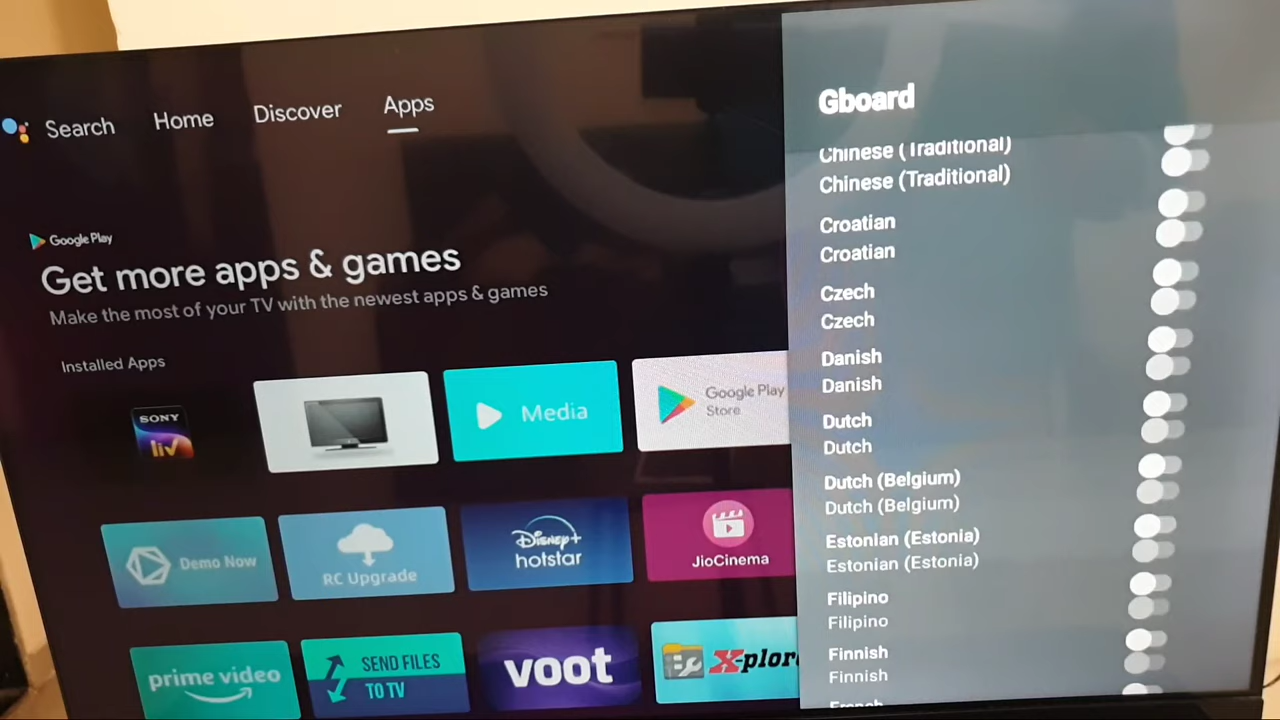 Search Home Discover Apps
Google Play
Get more apps & games
Make the most of your TV with the newest apps & games
Installed Apps
SONY
liv
Media
Google Play
Store
Demo Now
RC Upgrade
Disney+
hotstar
JioCinema
prime video
SEND FILES
TO TV
voot
X-plor
Gboard
Chinese (Traditional)
Chinese (Traditional)
Croatian
Croatian
Czech
Czech
Danish
Danish
Dutch
Dutch
Dutch (Belgium)
Dutch (Belgium)
Estonian (Estonia)
Estonian (Estonia)
Filipino
Filipino
Finnish
Finnish
French